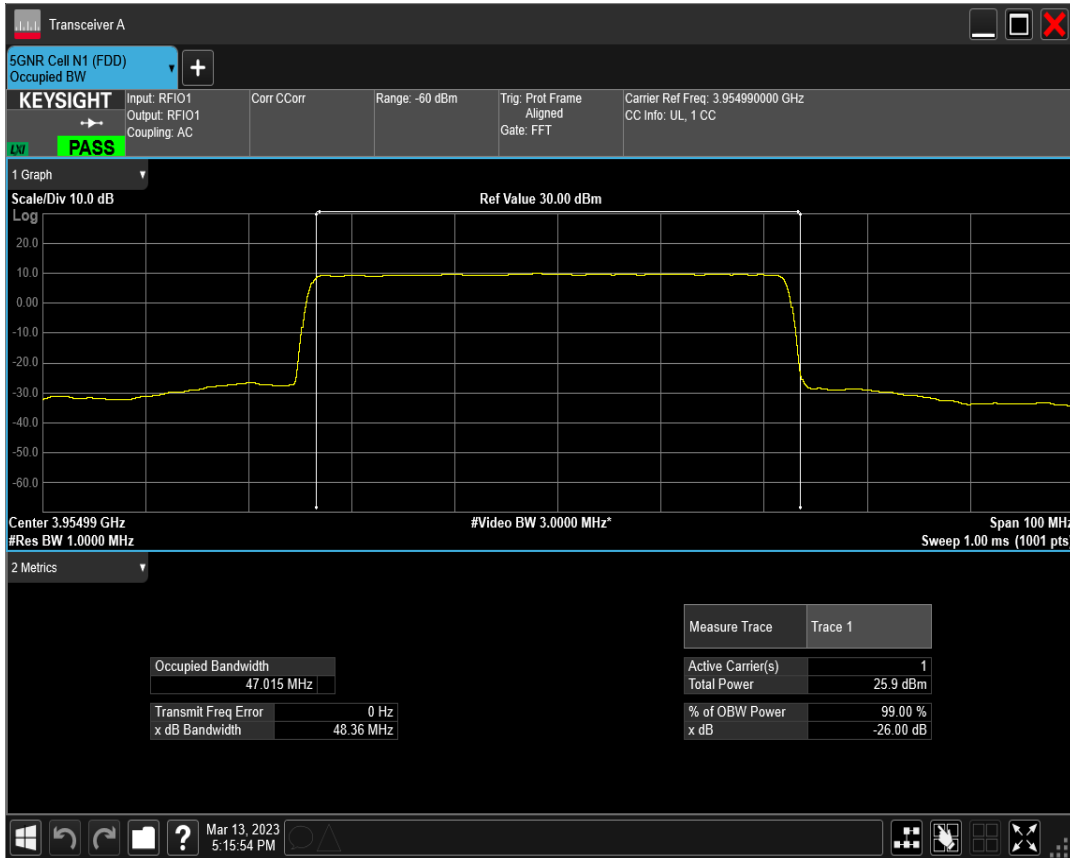 Transceiver A
5GNR Cell N1 (FDD)
Occupied BW
+
KEYSIGHT
LXI
PASS
Input: RFIO1
Output: RFIO1
Coupling: AC
Corr CCorr
Range: -60 dBm
Trig: Prot Frame
Aligned
Gate: FFT
Carrier Ref Freq: 3.954990000 GHz
CC Info: UL, 1 CC
1 Graph
Scale/Div 10.0 dB
Ref Value 30.00 dBm
Log
20.0
10.0
0.00
-10.0
-20.0
-30.0
-40.0
-50.0
-60.0
Center 3.95499 GHz
#Video BW 3.0000 MHz*
Span 100 MHz
#Res BW 1.0000 MHz
Sweep 1.00 ms (1001 pts)
2 Metrics
Measure Trace Trace 1
Occupied Bandwidth
47.015 MHz
Active Carrier(s) 1
Total Power 25.9 dBm
Transmit Freq Error 0 Hz
x dB Bandwidth 48.36 MHz
% of OBW Power 99.00 %
x dB -26.00 dB
?
Mar 13, 2023
5:15:54 PM